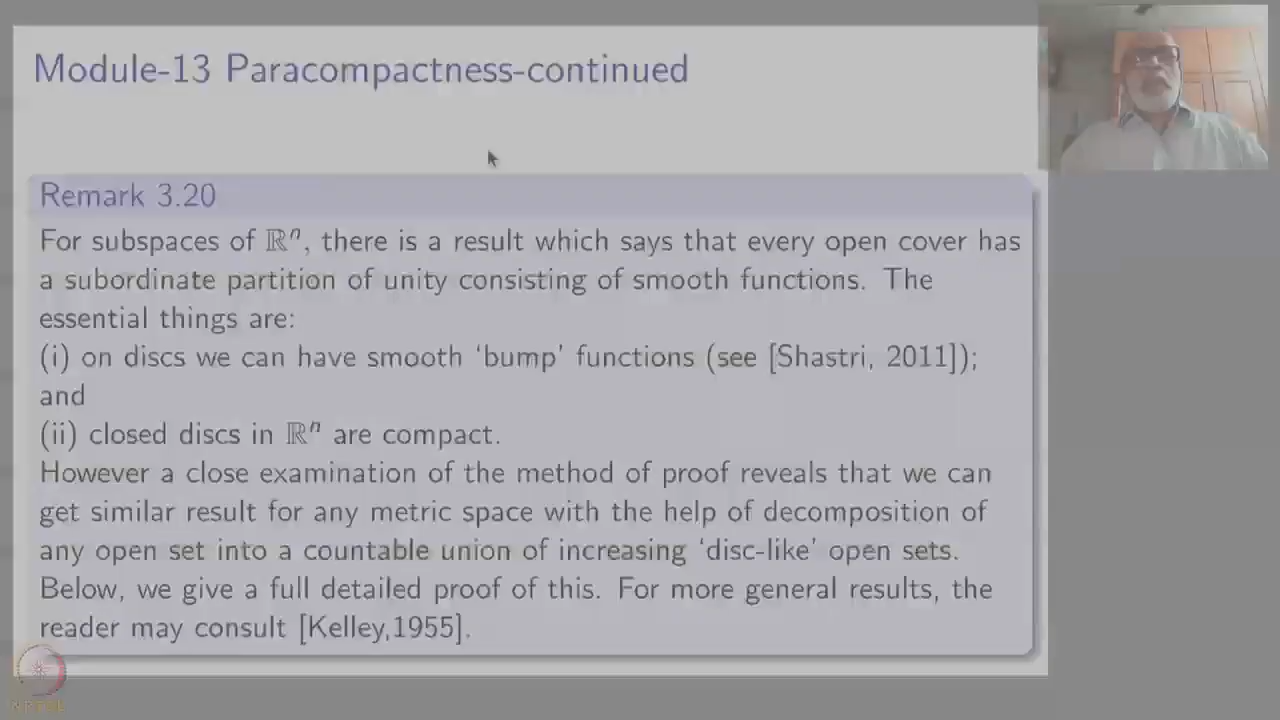 Module-13 Paracompactness-continued
Remark 3.20
For subspaces of ℝⁿ, there is a result which says that every open cover has
a subordinate partition of unity consisting of smooth functions. The
essential things are:
(i) on discs we can have smooth ‘bump’ functions (see [Shastri, 2011]);
and
(ii) closed discs in ℝⁿ are compact.
However a close examination of the method of proof reveals that we can
get similar result for any metric space with the help of decomposition of
any open set into a countable union of increasing ‘disc-like’ open sets.
Below, we give a full detailed proof of this. For more general results, the
reader may consult [Kelley,1955].
NPTEL